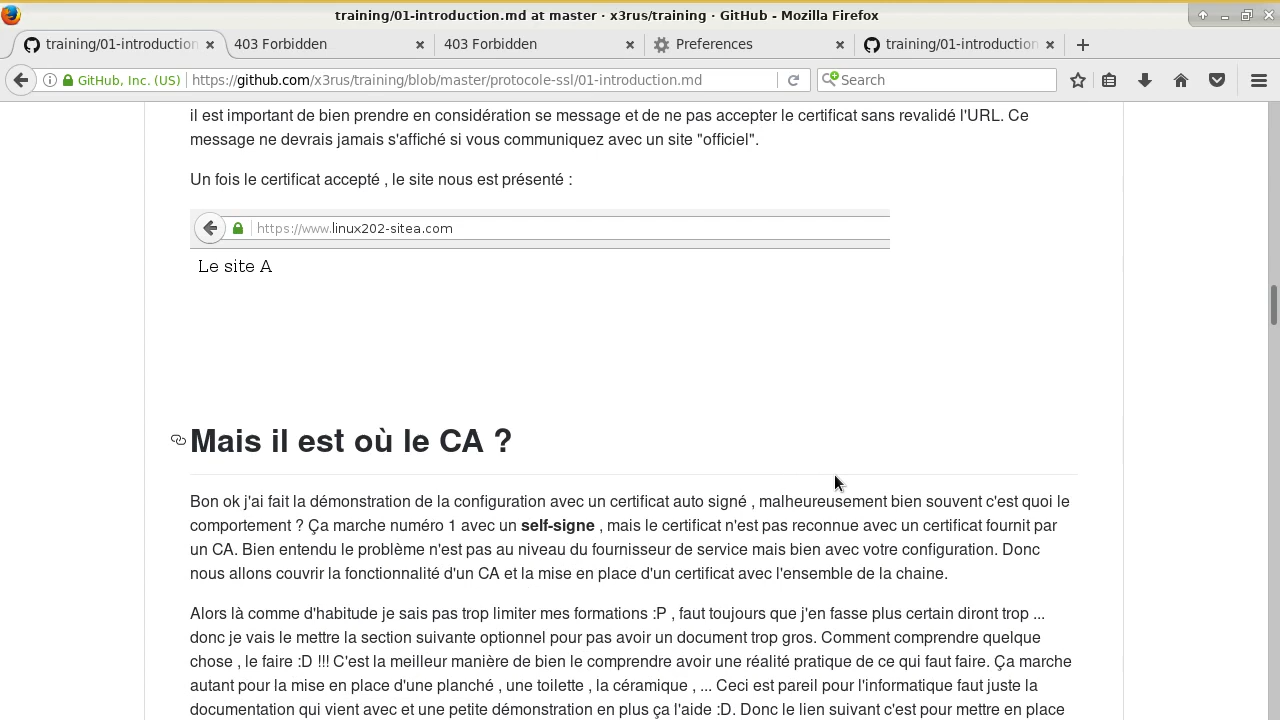 training/01-introduction.md at master · x3rus/training · GitHub - Mozilla Firefox
training/01-introduction
403 Forbidden
403 Forbidden
Preferences
training/01-introduction
GitHub, Inc. (US)
https://github.com/x3rus/training/blob/master/protocole-ssl/01-introduction.md
Search
il est important de bien prendre en considération se message et de ne pas accepter le certificat sans revalidé l'URL. Ce
message ne devrais jamais s'affiché si vous communiquez avec un site "officiel".
Un fois le certificat accepté , le site nous est présenté :
https://www.linux202-sitea.com
Le site A
Mais il est où le CA ?
Bon ok j'ai fait la démonstration de la configuration avec un certificat auto signé , malheureusement bien souvent c'est quoi le
comportement ? Ça marche numéro 1 avec un self-signe , mais le certificat n'est pas reconnue avec un certificat fournit par
un CA. Bien entendu le problème n'est pas au niveau du fournisseur de service mais bien avec votre configuration. Donc
nous allons couvrir la fonctionnalité d'un CA et la mise en place d'un certificat avec l'ensemble de la chaine.
Alors là comme d'habitude je sais pas trop limiter mes formations :P , faut toujours que j'en fasse plus certain diront trop ...
donc je vais le mettre la section suivante optionnel pour pas avoir un document trop gros. Comment comprendre quelque
chose , le faire :D !!! C'est la meilleur manière de bien le comprendre avoir une réalité pratique de ce qui faut faire. Ça marche
autant pour la mise en place d'une planché , une toilette , la céramique , ... Ceci est pareil pour l'informatique faut juste la
documentation qui vient avec et une petite démonstration en plus ça l'aide :D. Donc le lien suivant c'est pour mettre en place